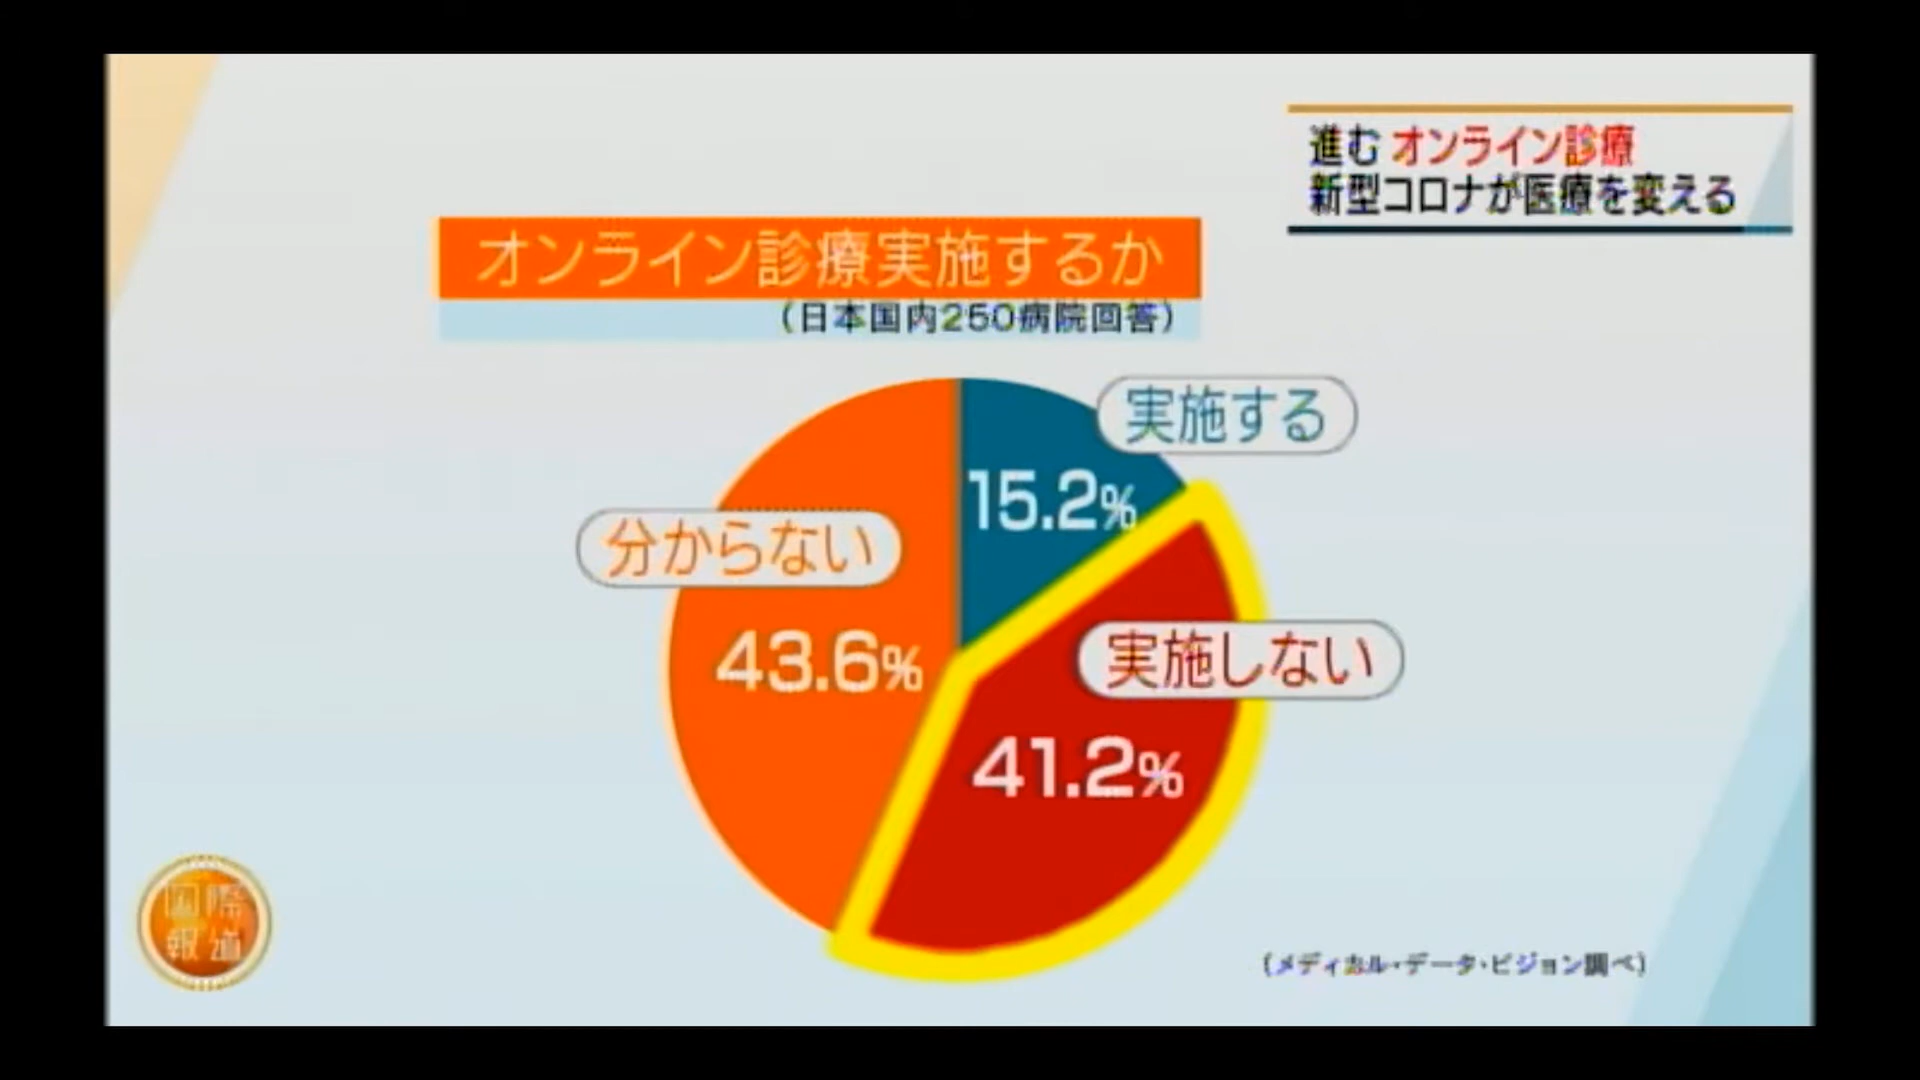 進む オンライン診療
新型コロナが医療を変える
オンライン診療実施するか
(日本国内250病院回答)
実施する
15.2%
分からない
43.6%
実施しない
41.2%
国際
報道
(メディカル・データ・ビジョン調べ)